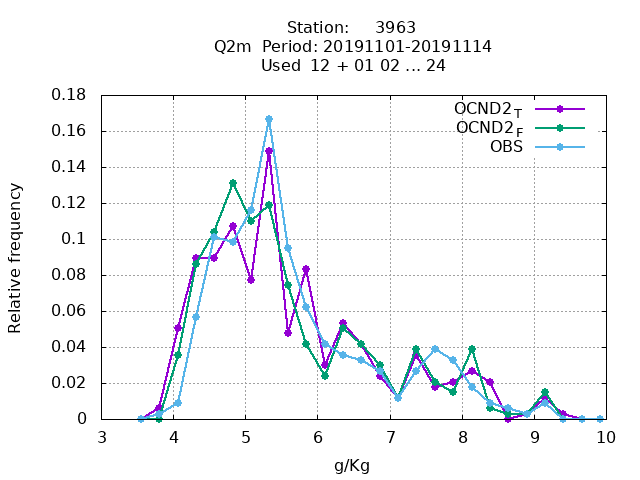 Station: 3963
Q2m Period: 20191101-20191114
Used 12 + 01 02 ... 24
OCND2_T
OCND2_F
OBS
0.18
0.16
0.14
0.12
0.1
0.08
0.06
0.04
0.02
0
Relative frequency
3 4 5 6 7 8 9 10
g/Kg